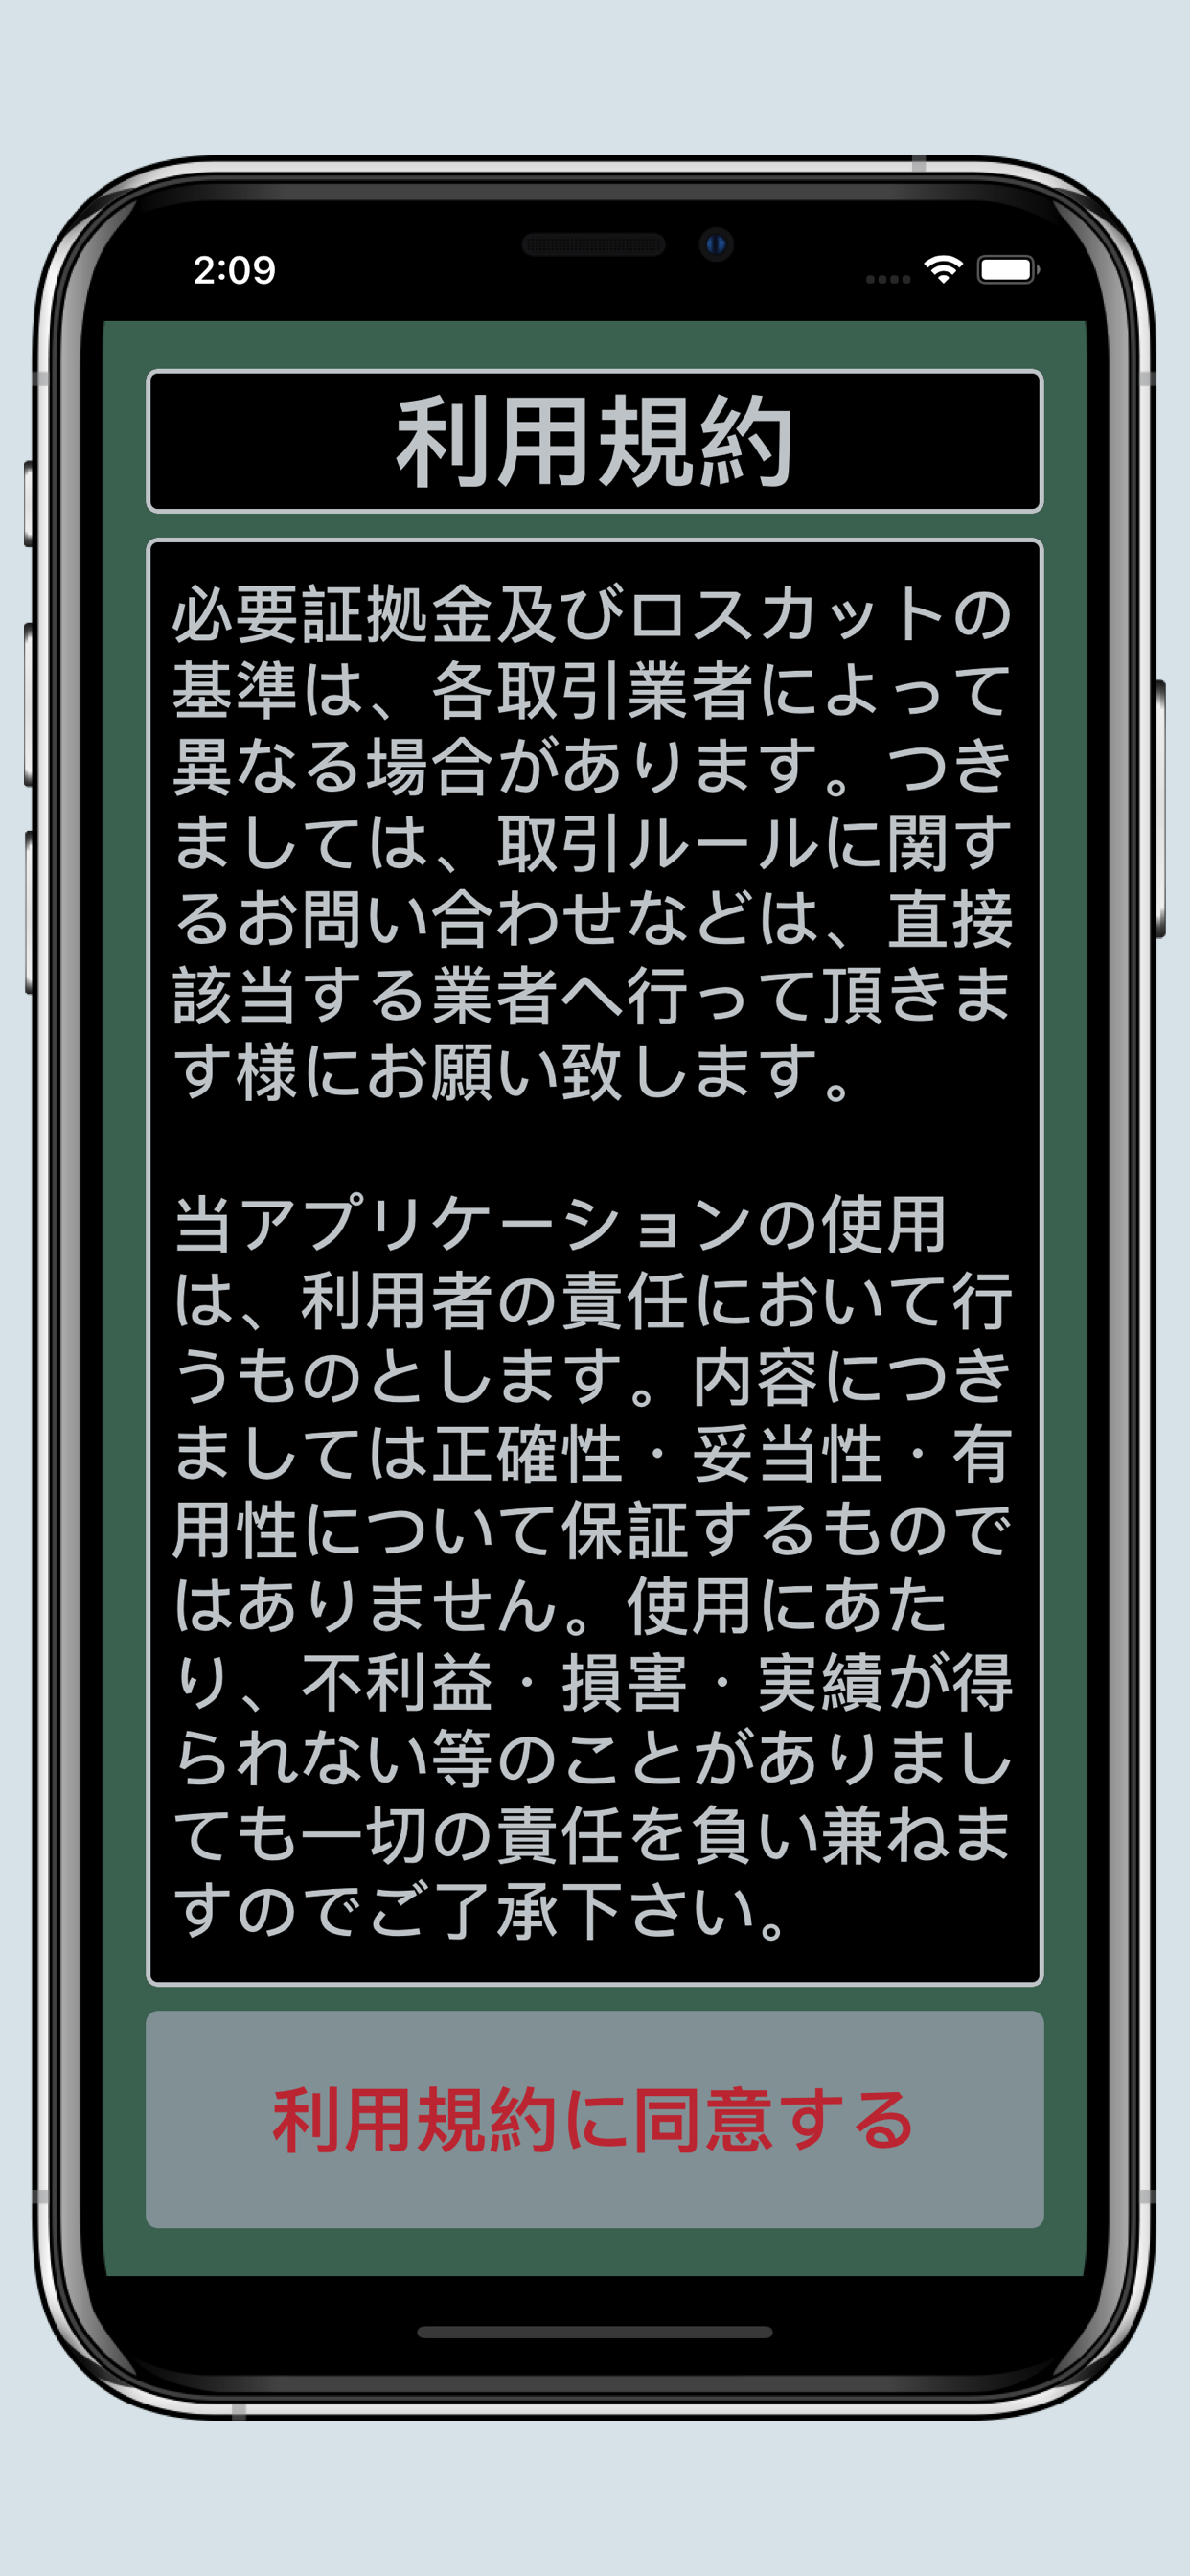 2:09
利用規約
必要証拠金及びロスカットの
基準は、各取引業者によって
異なる場合があります。つき
ましては、取引ルールに関す
るお問い合わせなどは、直接
該当する業者へ行って頂きま
す様にお願い致します。
当アプリケーションの使用
は、利用者の責任において行
うものとします。内容につき
ましては正確性・妥当性・有
用性について保証するもので
はありません。使用にあた
り、不利益・損害・実績が得
られない等のことがありまし
ても一切の責任を負い兼ねま
すのでご了承下さい。
利用規約に同意する